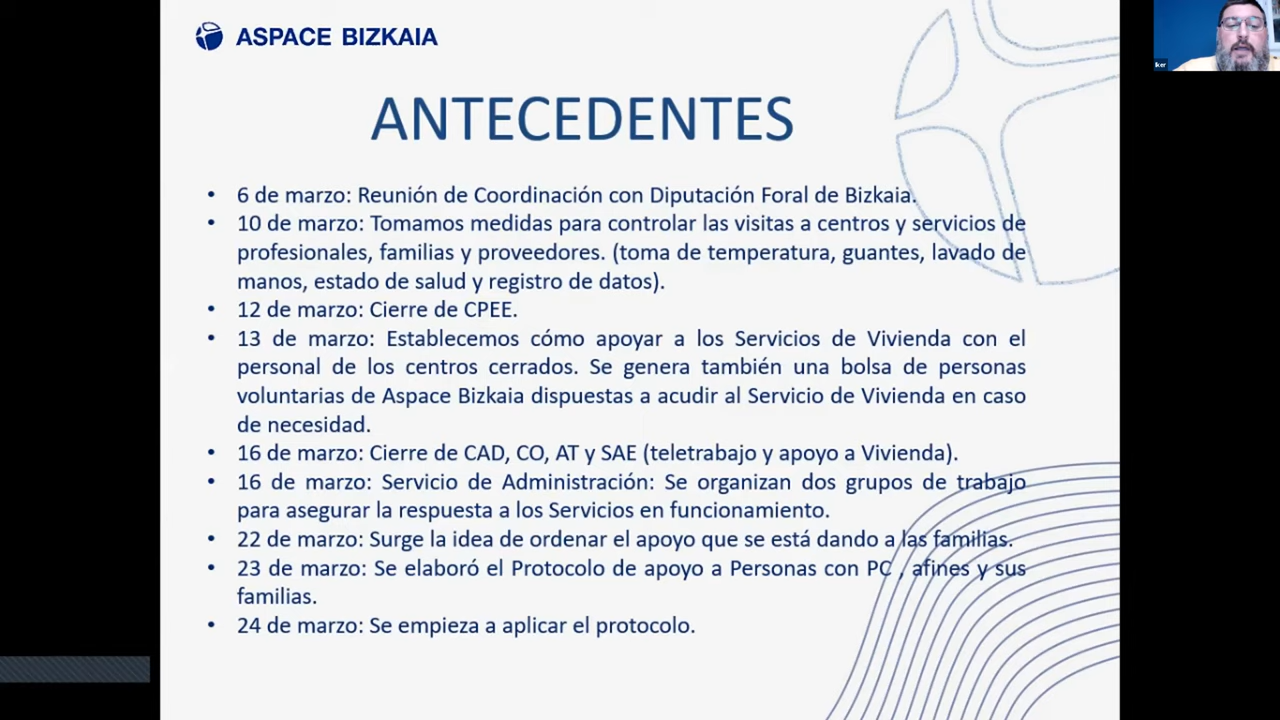 ASPACE BIZKAIA
Iker
ANTECEDENTES
• 6 de marzo: Reunión de Coordinación con Diputación Foral de Bizkaia.
• 10 de marzo: Tomamos medidas para controlar las visitas a centros y servicios de
profesionales, familias y proveedores. (toma de temperatura, guantes, lavado de
manos, estado de salud y registro de datos).
• 12 de marzo: Cierre de CPEE.
• 13 de marzo: Establecemos cómo apoyar a los Servicios de Vivienda con el
personal de los centros cerrados. Se genera también una bolsa de personas
voluntarias de Aspace Bizkaia dispuestas a acudir al Servicio de Vivienda en caso
de necesidad.
• 16 de marzo: Cierre de CAD, CO, AT y SAE (teletrabajo y apoyo a Vivienda).
• 16 de marzo: Servicio de Administración: Se organizan dos grupos de trabajo
para asegurar la respuesta a los Servicios en funcionamiento.
• 22 de marzo: Surge la idea de ordenar el apoyo que se está dando a las familias.
• 23 de marzo: Se elaboró el Protocolo de apoyo a Personas con PC , afines y sus
familias.
• 24 de marzo: Se empieza a aplicar el protocolo.